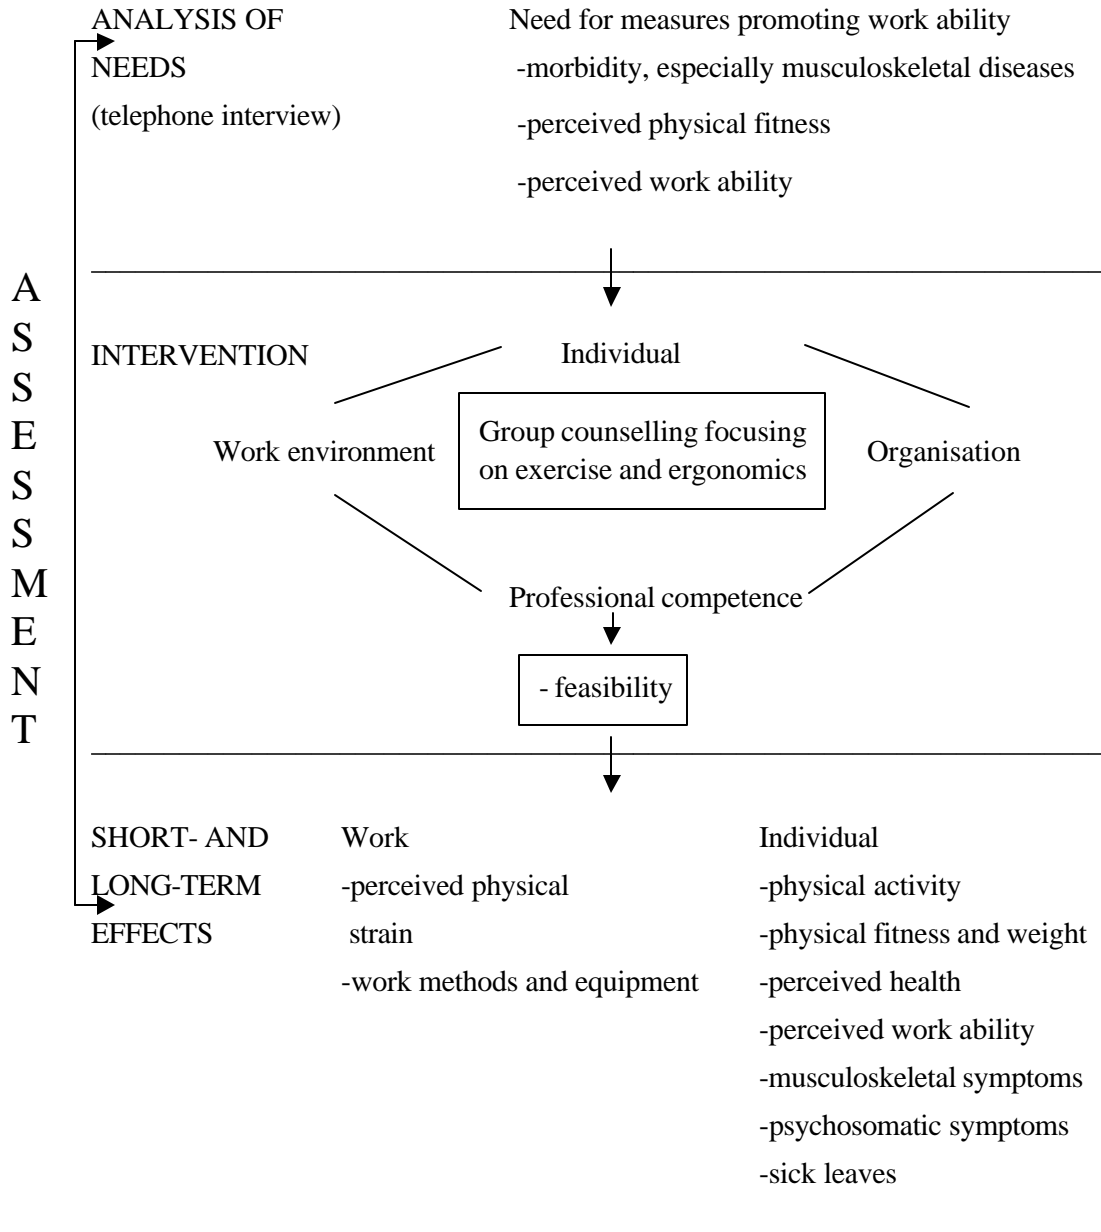 ANALYSIS OF
NEEDS
(telephone interview)
Need for measures promoting work ability
-morbidity, especially musculoskeletal diseases
-perceived physical fitness
-perceived work ability
A
S
S
E
S
S
M
E
N
T
INTERVENTION
Individual
Work environment
Group counselling focusing
on exercise and ergonomics
Organisation
Professional competence
- feasibility
SHORT- AND
LONG-TERM
EFFECTS
Work
-perceived physical
strain
-work methods and equipment
Individual
-physical activity
-physical fitness and weight
-perceived health
-perceived work ability
-musculoskeletal symptoms
-psychosomatic symptoms
-sick leaves